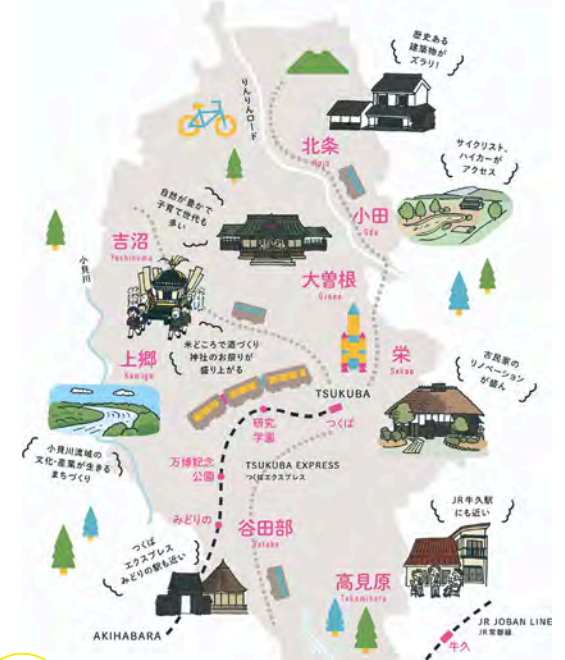 歴史ある
建築物が
ズラリ!
りんりんロード
北条
Hojo
サイクリスト、
ハイカーが
アクセス
小田
Oda
自然が豊かで
子育て世代も
多い
吉沼
Yoshinuma
小貝川
大曽根
Ozone
米どころで酒づくり
神社のお祭りが
盛り上がる
上郷
Kamigo
栄
Sakae
古民家の
リノベーションが
盛ん
TSUKUBA
つくば
研究
学園
小貝川流域の
文化・産業が生きる
まちづくり
万博記念
公園
TSUKUBA EXPRESS
つくばエクスプレス
みどりの
谷田部
Yatabe
JR牛久駅
にも近い
つくば
エクスプレス
みどりの駅も近い
高見原
Takamihara
AKIHABARA
JR JOBAN LINE
JR常磐線
牛久